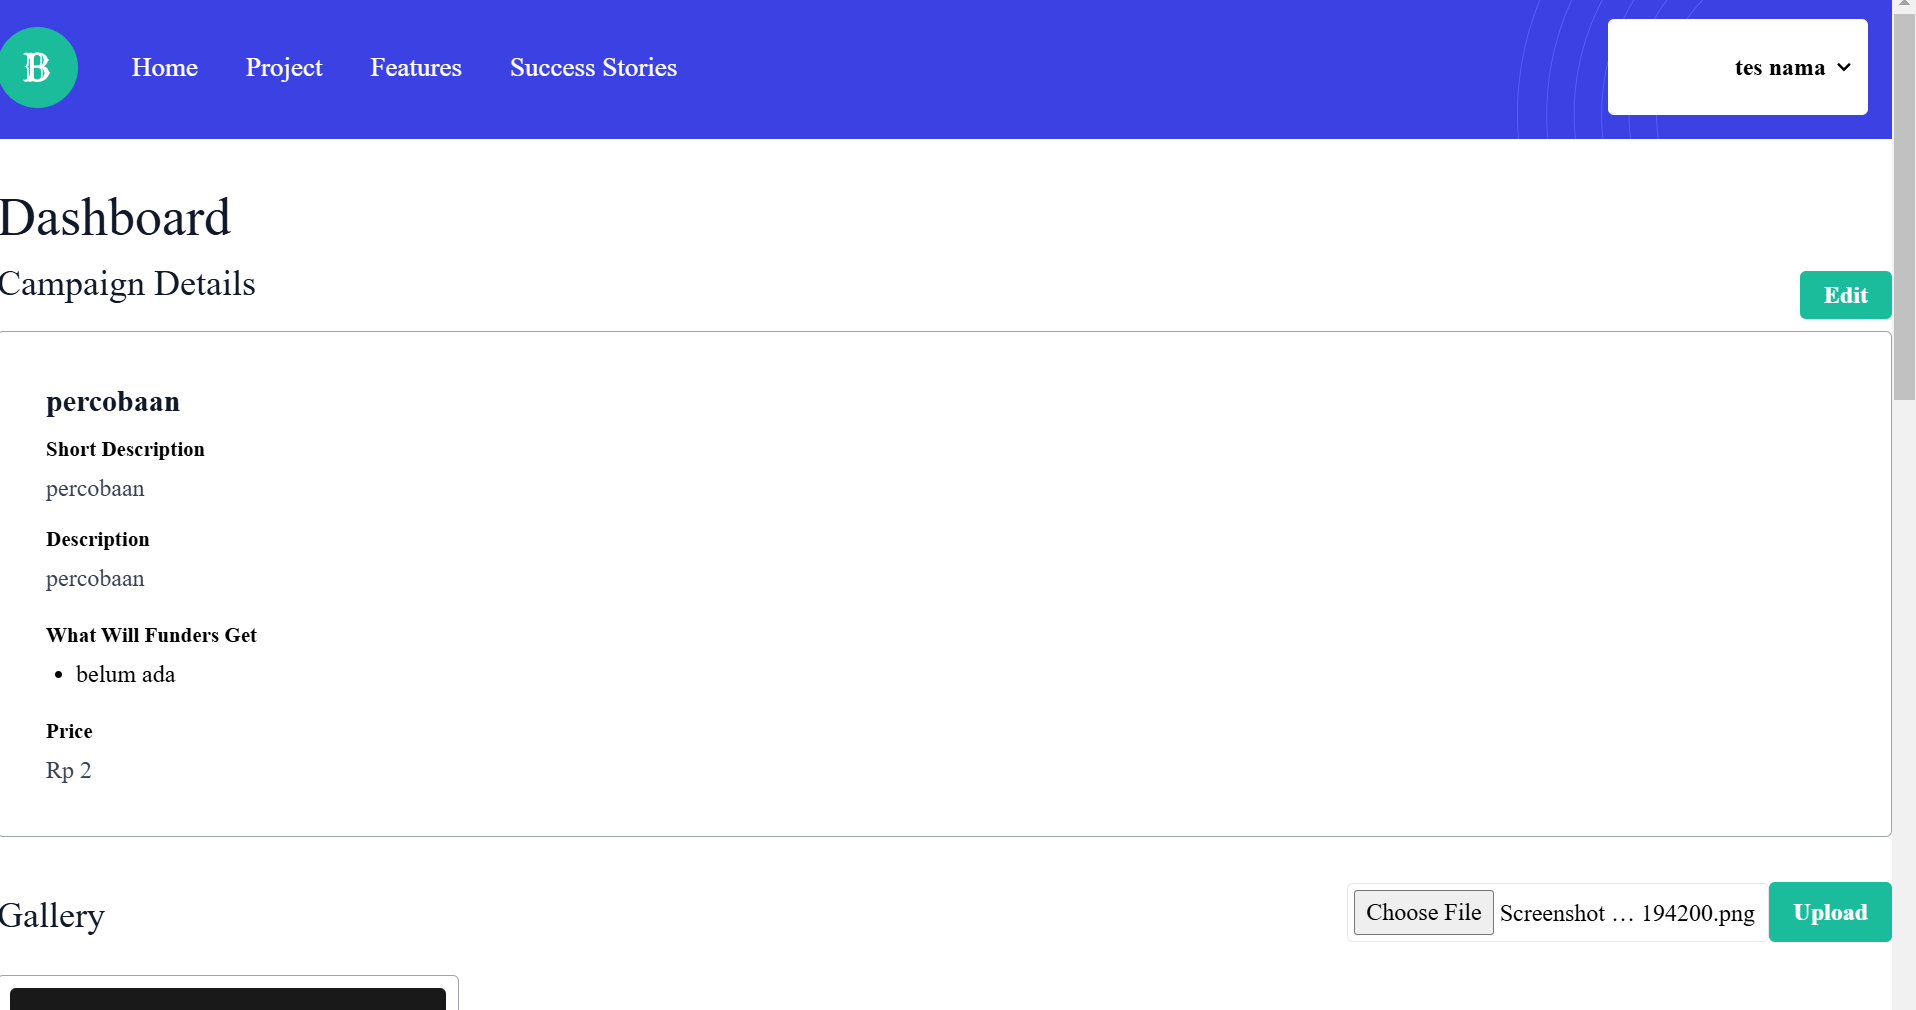 B
Home Project Features Success Stories
tes nama
Dashboard
Campaign Details
Edit
percobaan
Short Description
percobaan
Description
percobaan
What Will Funders Get
• belum ada
Price
Rp 2
Gallery
Choose File Screenshot … 194200.png
Upload